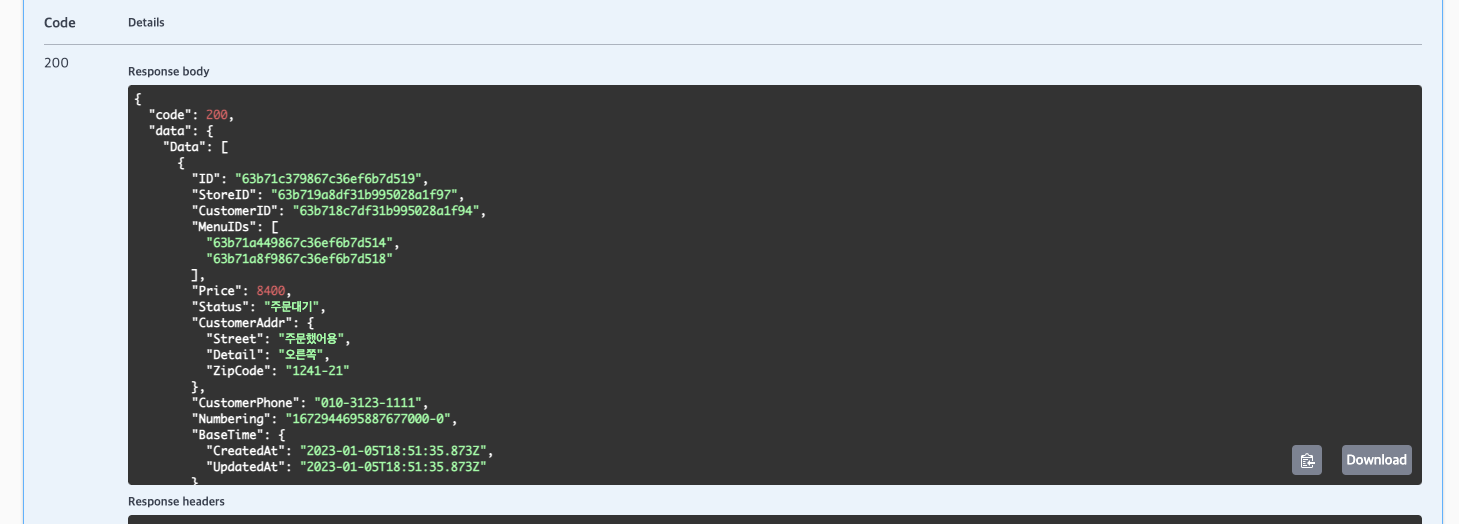 Code Details
200
Response body
{
"code": 200,
"data": {
"Data": [
{
"ID": "63b71c379867c36ef6b7d519",
"StoreID": "63b719a8df31b995028a1f97",
"CustomerID": "63b718c7df31b995028a1f94",
"MenuIDs": [
"63b71a449867c36ef6b7d514",
"63b71a8f9867c36ef6b7d518"
],
"Price": 8400,
"Status": "주문대기",
"CustomerAddr": {
"Street": "주문했어용",
"Detail": "오른쪽",
"ZipCode": "1241-21"
},
"CustomerPhone": "010-3123-1111",
"Numbering": "1672944695887677000-0",
"BaseTime": {
"CreatedAt": "2023-01-05T18:51:35.873Z",
"UpdatedAt": "2023-01-05T18:51:35.873Z"
}
Download
Response headers